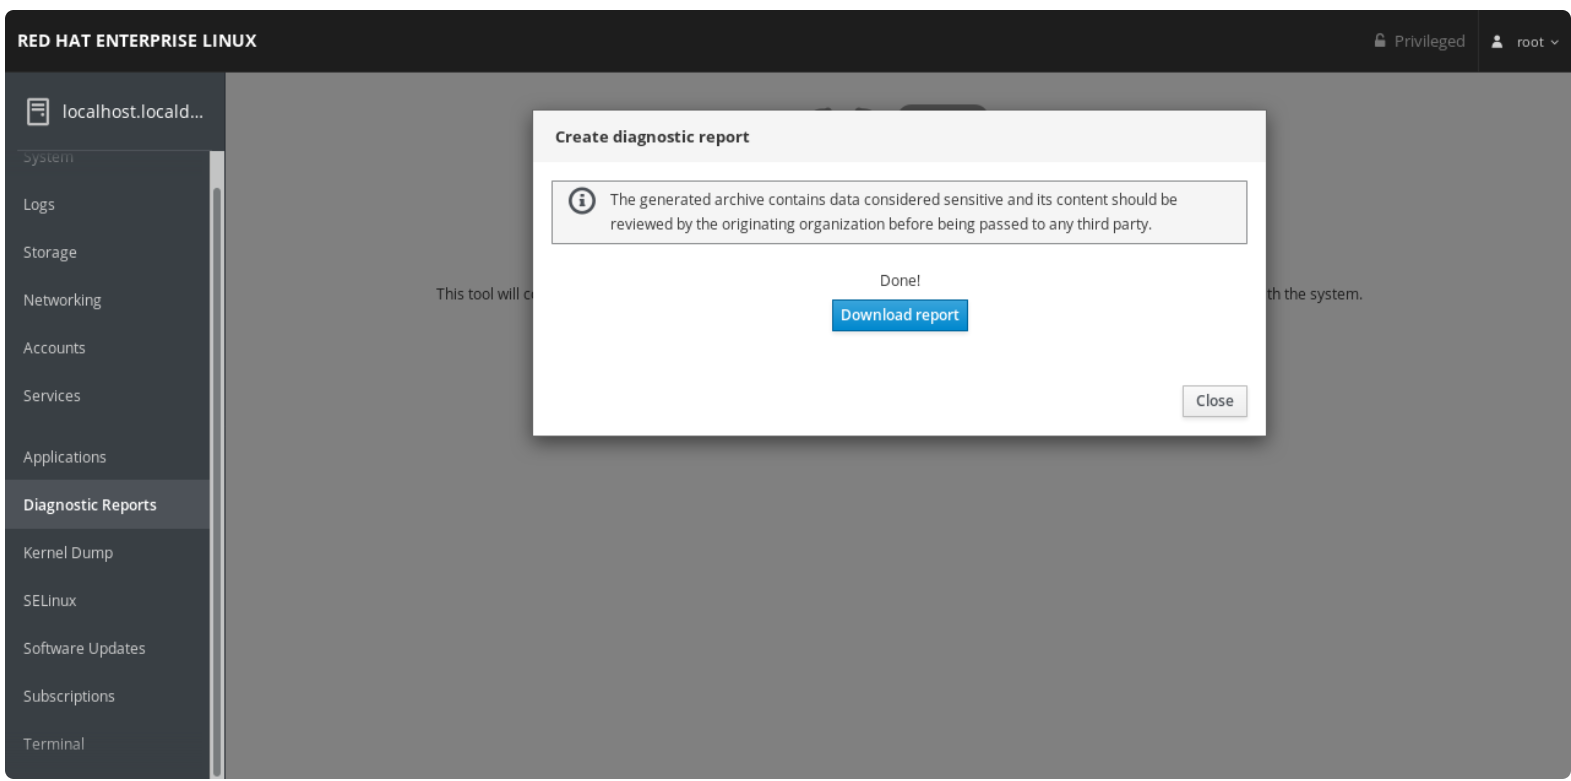 RED HAT ENTERPRISE LINUX
Privileged
root
localhost.locald...
System
Logs
Storage
Networking
Accounts
Services
Applications
Diagnostic Reports
Kernel Dump
SELinux
Software Updates
Subscriptions
Terminal
This tool will
th the system.
Create diagnostic report
The generated archive contains data considered sensitive and its content should be
reviewed by the originating organization before being passed to any third party.
Done!
Download report
Close